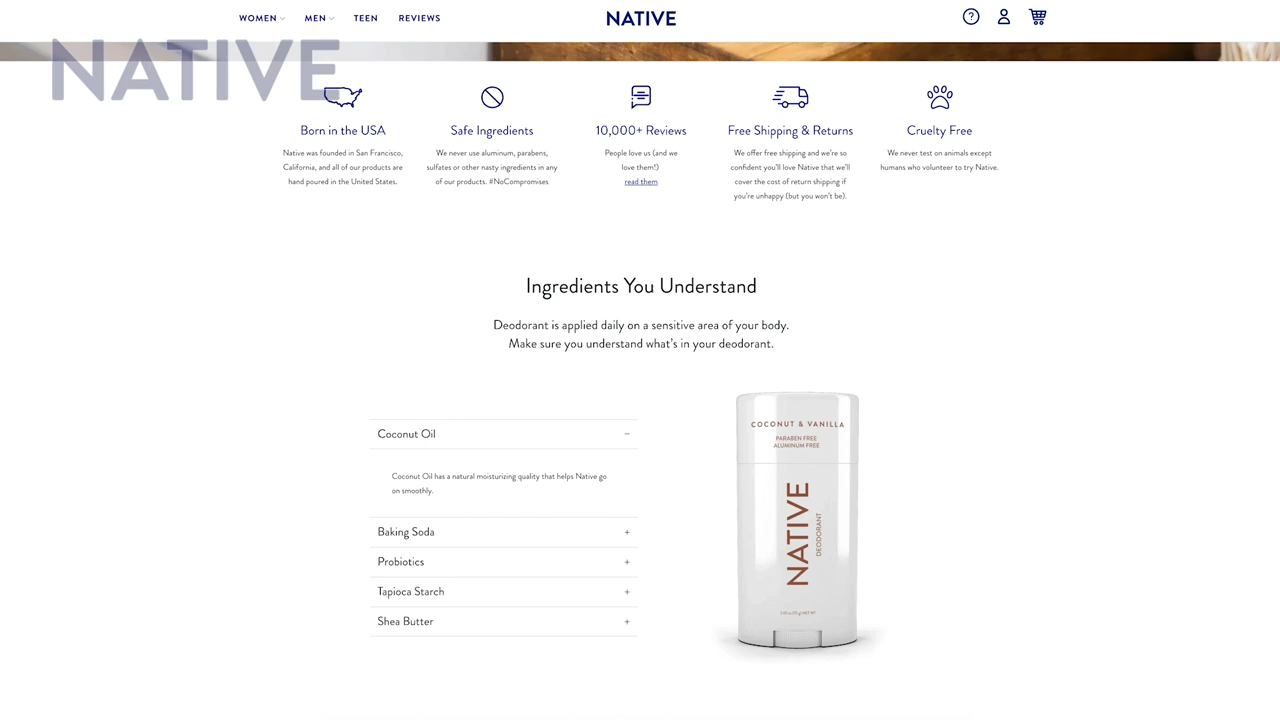 WOMEN MEN TEEN REVIEWS
NATIVE
NATIVE
Born in the USA
Native was founded in San Francisco,
California, and all of our products are
hand poured in the United States.
Safe Ingredients
We never use aluminum, parabens,
sulfates or other nasty ingredients in any
of our products. #NoCompromises
10,000+ Reviews
People love us (and we
love them!)
read them
Free Shipping & Returns
We offer free shipping and we're so
confident you'll love Native that we'll
cover the cost of return shipping if
you're unhappy (but you won't be).
Cruelty Free
We never test on animals except
humans who volunteer to try Native.
Ingredients You Understand
Deodorant is applied daily on a sensitive area of your body.
Make sure you understand what's in your deodorant.
Coconut Oil −
Coconut Oil has a natural moisturizing quality that helps Native go
on smoothly.
Baking Soda +
Probiotics +
Tapioca Starch +
Shea Butter +
COCONUT & VANILLA
PARABEN FREE
ALUMINUM FREE
NATIVE
DEODORANT